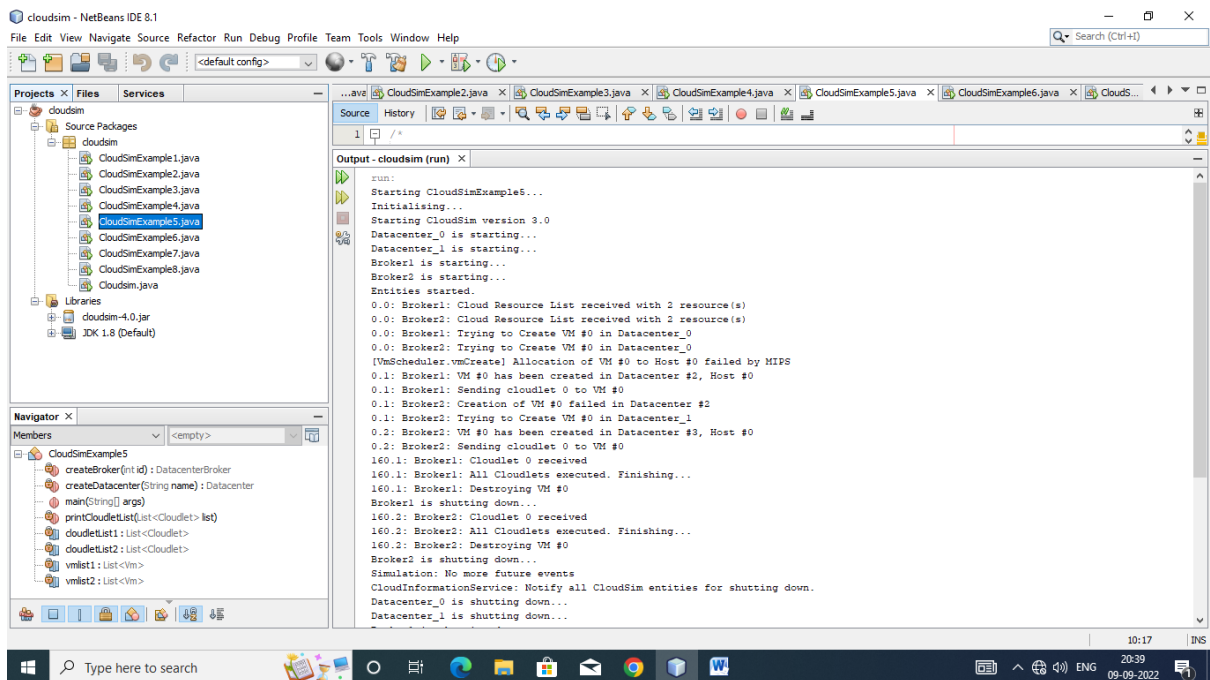 cloudsim - NetBeans IDE 8.1
File Edit View Navigate Source Refactor Run Debug Profile Team Tools Window Help
Search (Ctrl+I)
<default config>
Projects Files Services
...ava CloudSimExample2.java CloudSimExample3.java CloudSimExample4.java CloudSimExample5.java CloudSimExample6.java CloudS...
Source History
1 /*
cloudsim
Source Packages
cloudsim
CloudSimExample1.java
CloudSimExample2.java
CloudSimExample3.java
CloudSimExample4.java
CloudSimExample5.java
CloudSimExample6.java
CloudSimExample7.java
CloudSimExample8.java
Cloudsim.java
Libraries
cloudsim-4.0.jar
JDK 1.8 (Default)
Navigator
Members
<empty>
CloudSimExample5
createBroker(int id) : DatacenterBroker
createDatacenter(String name) : Datacenter
main(String[] args)
printCloudletList(List<Cloudlet> list)
cloudletList1 : List<Cloudlet>
cloudletList2 : List<Cloudlet>
vmlist1 : List<Vm>
vmlist2 : List<Vm>
Output - cloudsim (run)
run:
Starting CloudSimExample5...
Initialising...
Starting CloudSim version 3.0
Datacenter_0 is starting...
Datacenter_1 is starting...
Broker1 is starting...
Broker2 is starting...
Entities started.
0.0: Broker1: Cloud Resource List received with 2 resource(s)
0.0: Broker2: Cloud Resource List received with 2 resource(s)
0.0: Broker1: Trying to Create VM #0 in Datacenter_0
0.0: Broker2: Trying to Create VM #0 in Datacenter_0
[VmScheduler.vmCreate] Allocation of VM #0 to Host #0 failed by MIPS
0.1: Broker1: VM #0 has been created in Datacenter #2, Host #0
0.1: Broker1: Sending cloudlet 0 to VM #0
0.1: Broker2: Creation of VM #0 failed in Datacenter #2
0.1: Broker2: Trying to Create VM #0 in Datacenter_1
0.2: Broker2: VM #0 has been created in Datacenter #3, Host #0
0.2: Broker2: Sending cloudlet 0 to VM #0
160.1: Broker1: Cloudlet 0 received
160.1: Broker1: All Cloudlets executed. Finishing...
160.1: Broker1: Destroying VM #0
Broker1 is shutting down...
160.2: Broker2: Cloudlet 0 received
160.2: Broker2: All Cloudlets executed. Finishing...
160.2: Broker2: Destroying VM #0
Broker2 is shutting down...
Simulation: No more future events
CloudInformationService: Notify all CloudSim entities for shutting down.
Datacenter_0 is shutting down...
Datacenter_1 is shutting down...
10:17 INS
Type here to search
ENG
20:39
09-09-2022